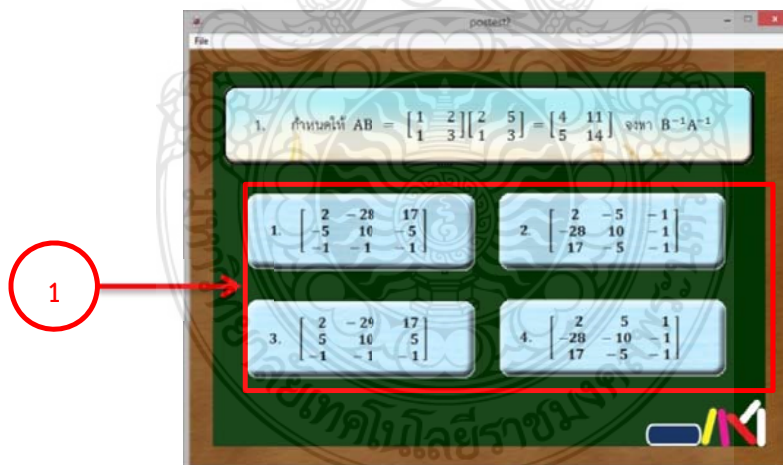 postest9
File
1. กำหนดให้ AB = [1 2; 1 3] [2 5; 1 3] = [4 11; 5 14] จงหา B⁻¹A⁻¹
1. [2 −28 17; −5 10 −5; −1 −1 −1]
2. [2 −5 −1; −28 10 −1; 17 −5 −1]
3. [2 −29 17; 5 10 5; −1 −1 −1]
4. [2 5 1; −28 −10 −1; 17 −5 −1]
1